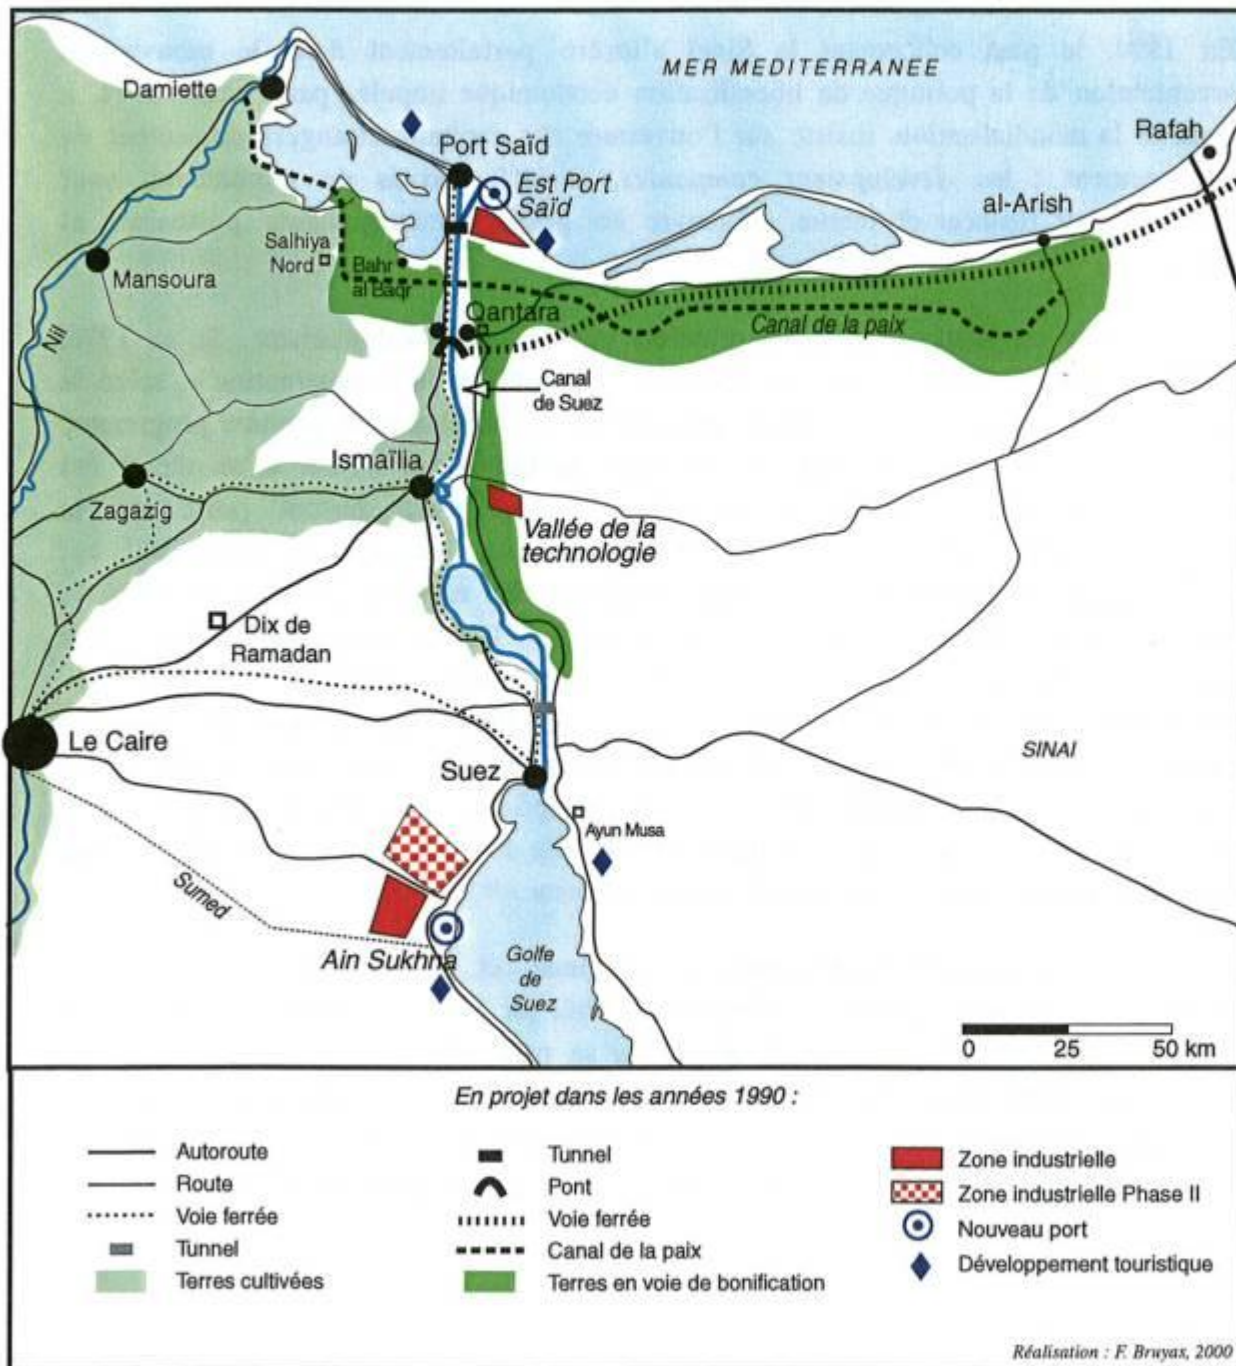 MER MEDITERRANEE
Damiette
Rafah
Port Saïd
Est Port
Saïd
al-Arish
Salhiya
Nord
Mansoura
Bahr
al Baqr
Qantara
Canal de la paix
Nil
Canal
de Suez
Ismaïlia
Zagazig
Vallée de la
technologie
Dix de
Ramadan
Le Caire
SINAI
Suez
Ayun Musa
Sumed
Ain Sukhna
Golfe
de
Suez
0 25 50 km
En projet dans les années 1990 :
Autoroute
Route
Voie ferrée
Tunnel
Terres cultivées
Tunnel
Pont
Voie ferrée
Canal de la paix
Terres en voie de bonification
Zone industrielle
Zone industrielle Phase II
Nouveau port
Développement touristique
Réalisation : F. Bruyas, 2000